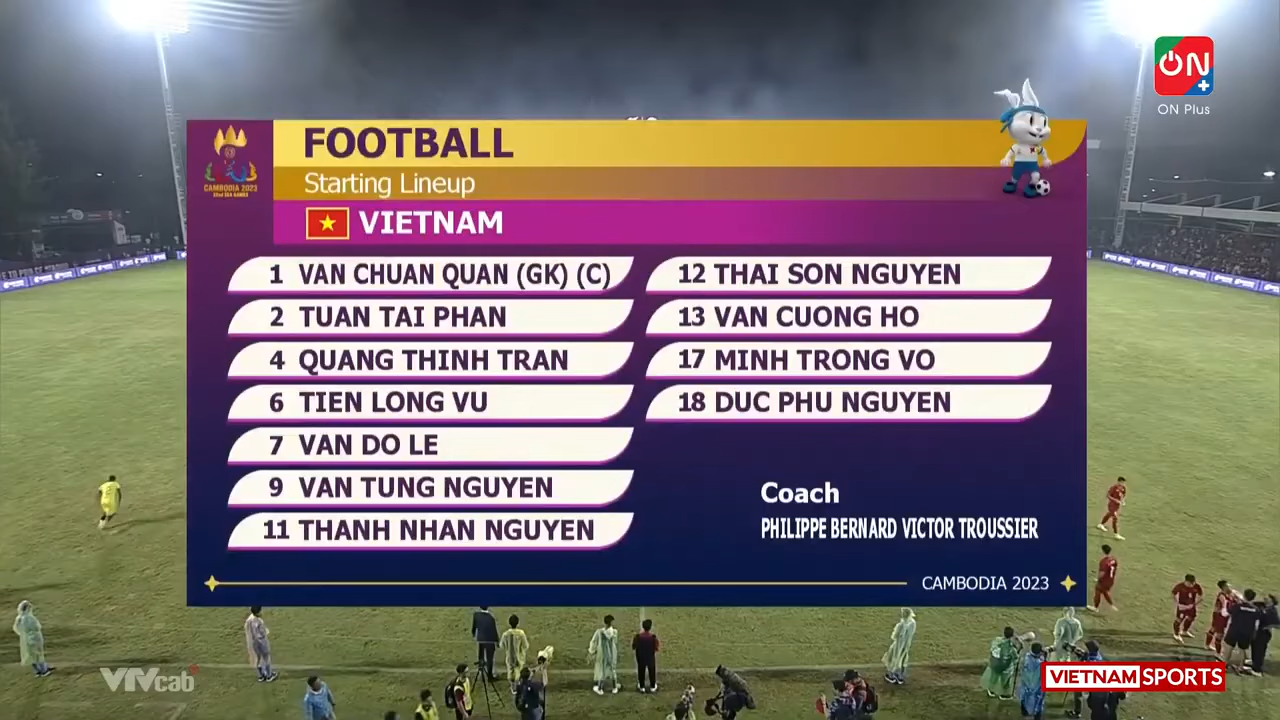 ON
ON Plus
FOOTBALL
Starting Lineup
CAMBODIA 2023
VIETNAM
1 VAN CHUAN QUAN (GK) (C)
2 TUAN TAI PHAN
4 QUANG THINH TRAN
6 TIEN LONG VU
7 VAN DO LE
9 VAN TUNG NGUYEN
11 THANH NHAN NGUYEN
12 THAI SON NGUYEN
13 VAN CUONG HO
17 MINH TRONG VO
18 DUC PHU NGUYEN
Coach
PHILIPPE BERNARD VICTOR TROUSSIER
CAMBODIA 2023
VTVcab
VIETNAM SPORTS